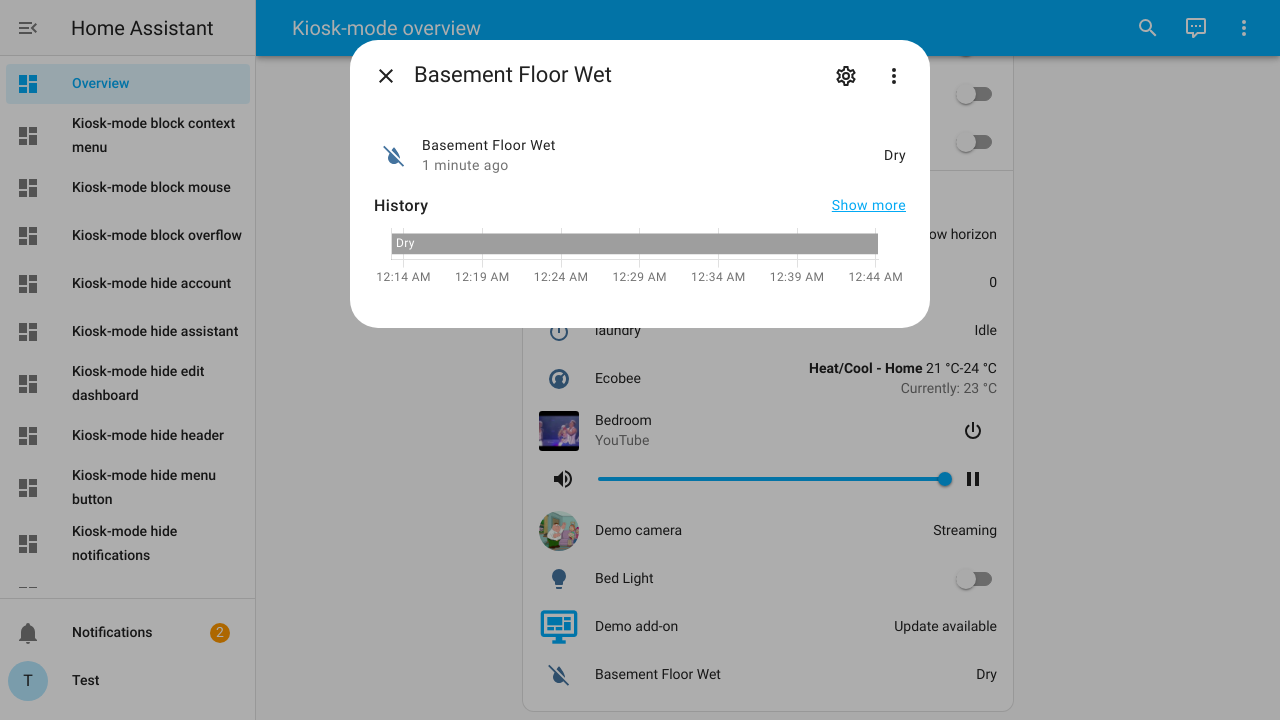 Home Assistant
Kiosk-mode overview
Overview
Kiosk-mode block context
menu
Kiosk-mode block mouse
Kiosk-mode block overflow
Kiosk-mode hide account
Kiosk-mode hide assistant
Kiosk-mode hide edit
dashboard
Kiosk-mode hide header
Kiosk-mode hide menu
button
Kiosk-mode hide
notifications
Notifications
2
T
Test
Basement Floor Wet
Basement Floor Wet
1 minute ago
Dry
History
Show more
Dry
12:14 AM
12:19 AM
12:24 AM
12:29 AM
12:34 AM
12:39 AM
12:44 AM
horizon
0
laundry
Idle
Ecobee
Heat/Cool - Home 21 °C-24 °C
Currently: 23 °C
Bedroom
YouTube
Demo camera
Streaming
Bed Light
Demo add-on
Update available
Basement Floor Wet
Dry